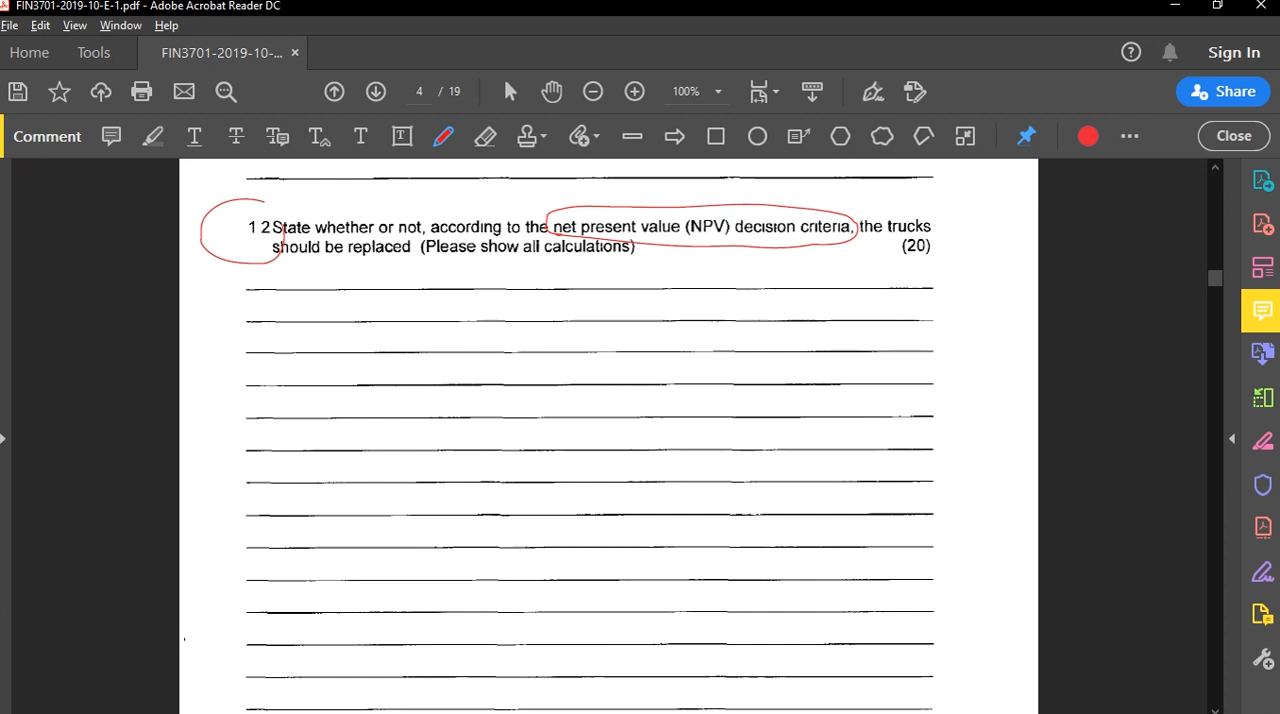 FIN3701-2019-10-E-1.pdf - Adobe Acrobat Reader DC
File Edit View Window Help
Home Tools FIN3701-2019-10-... × Sign In
4 / 19 100% Share
Comment Close
1 2 State whether or not, according to the net present value (NPV) decision criteria, the trucks
should be replaced (Please show all calculations) (20)